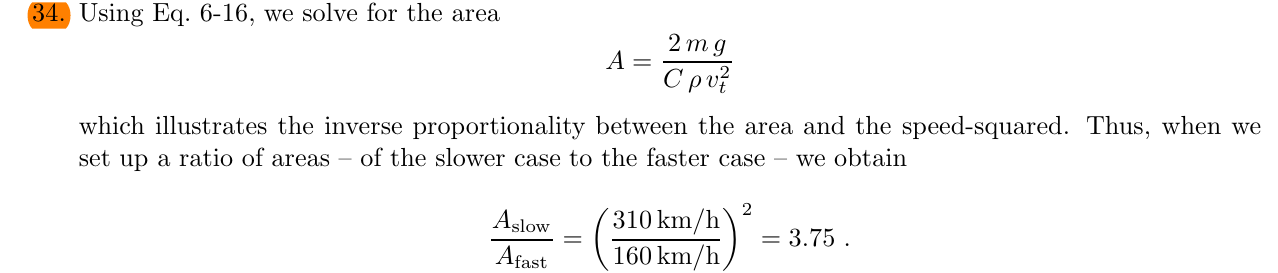 34. Using Eq. 6-16, we solve for the area
A = 2 m g / C ρ v_t^2
which illustrates the inverse proportionality between the area and the speed-squared. Thus, when we
set up a ratio of areas – of the slower case to the faster case – we obtain
A_slow / A_fast = (310 km/h / 160 km/h)^2 = 3.75 .